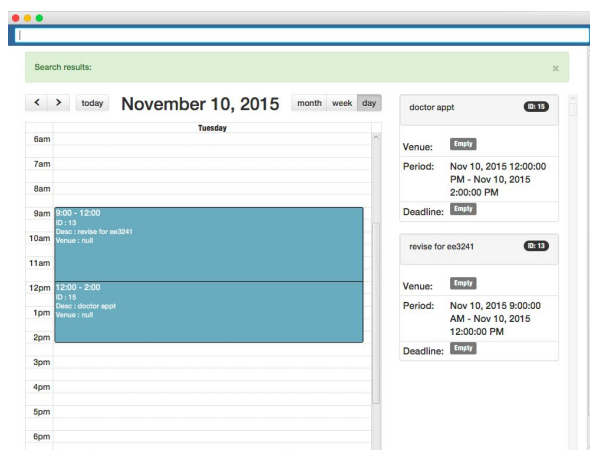 Search results:
×
today
November 10, 2015
month week day
Tuesday
6am
7am
8am
9am
10am
11am
12pm
1pm
2pm
3pm
4pm
5pm
6pm
9:00 - 12:00
ID : 13
Desc : revise for ee3241
Venue : null
12:00 - 2:00
ID : 15
Desc : doctor appt
Venue : null
doctor appt ID: 15
Venue: Empty
Period: Nov 10, 2015 12:00:00
PM - Nov 10, 2015
2:00:00 PM
Deadline: Empty
revise for ee3241 ID: 13
Venue: Empty
Period: Nov 10, 2015 9:00:00
AM - Nov 10, 2015
12:00:00 PM
Deadline: Empty